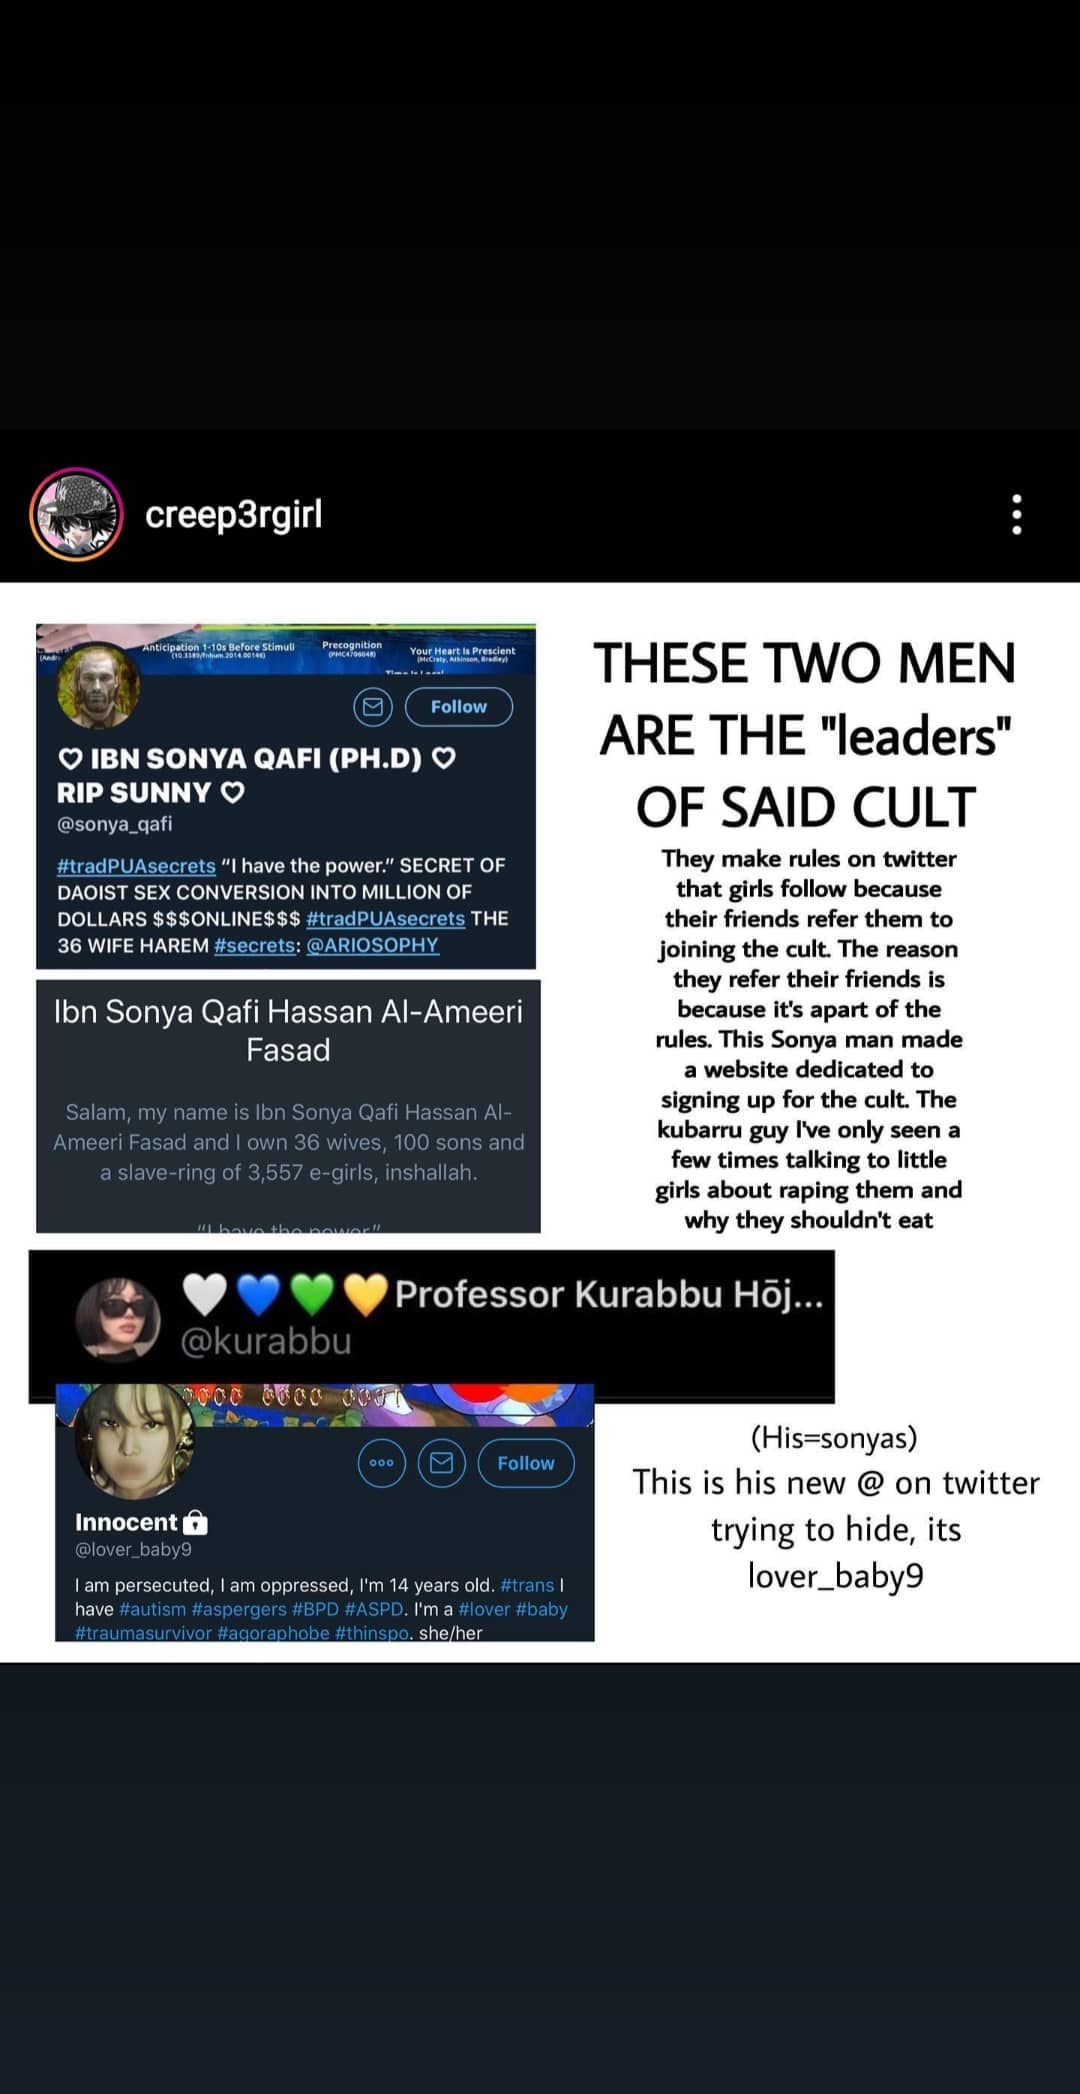 creep3rgirl
Anticipation 1-10s Before Stimuli
Precognition
(PMC4706048)
Your Heart Is Prescient
(McCraty, Atkinson, Bradley)
Follow
♡ IBN SONYA QAFI (PH.D) ♡
RIP SUNNY ♡
@sonya_qafi
#tradPUAsecrets "I have the power." SECRET OF
DAOIST SEX CONVERSION INTO MILLION OF
DOLLARS $$$ONLINE$$$ #tradPUAsecrets THE
36 WIFE HAREM #secrets: @ARIOSOPHY
Ibn Sonya Qafi Hassan Al-Ameeri
Fasad
Salam, my name is Ibn Sonya Qafi Hassan Al-
Ameeri Fasad and I own 36 wives, 100 sons and
a slave-ring of 3,557 e-girls, inshallah.
"I have the power"
THESE TWO MEN
ARE THE "leaders"
OF SAID CULT
They make rules on twitter
that girls follow because
their friends refer them to
joining the cult. The reason
they refer their friends is
because it's apart of the
rules. This Sonya man made
a website dedicated to
signing up for the cult. The
kubarru guy I've only seen a
few times talking to little
girls about raping them and
why they shouldn't eat
🤍💙💚💛Professor Kurabbu Hōj...
@kurabbu
Follow
Innocent
@lover_baby9
I am persecuted, I am oppressed, I'm 14 years old. #trans I
have #autism #aspergers #BPD #ASPD. I'm a #lover #baby
#traumasurvivor #agoraphobe #thinspo. she/her
(His=sonyas)
This is his new @ on twitter
trying to hide, its
lover_baby9